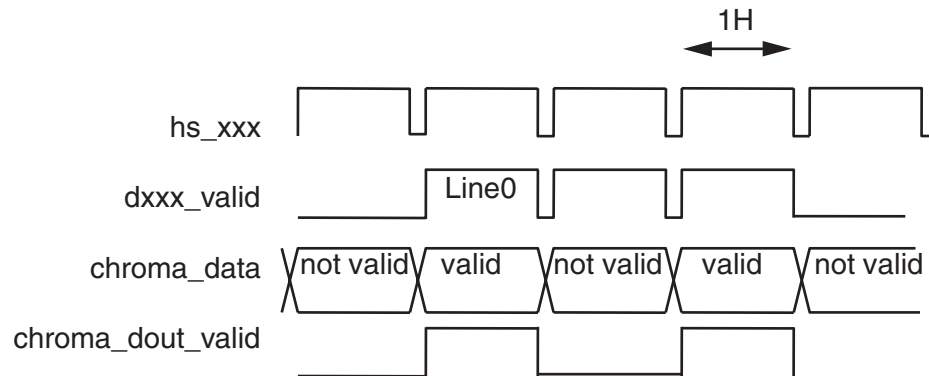 1H
hs_xxx
dxxx_valid
Line0
chroma_data
not valid
valid
not valid
valid
not valid
chroma_dout_valid